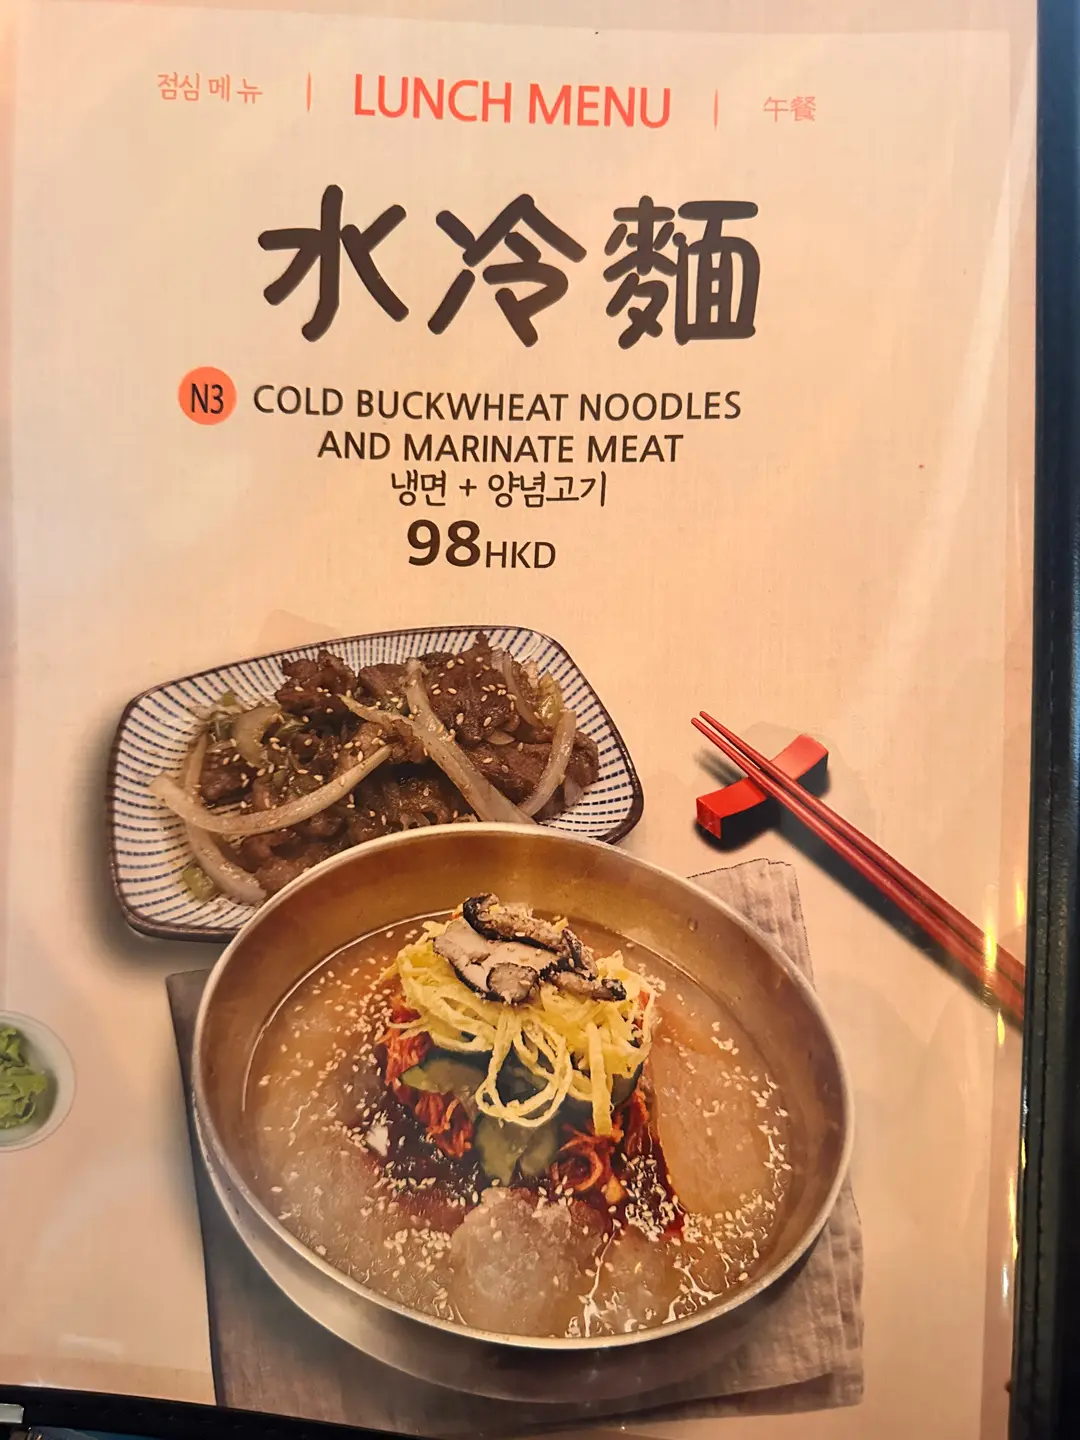 점심 메뉴 | LUNCH MENU | 午餐
水冷麵
N3 COLD BUCKWHEAT NOODLES
AND MARINATE MEAT
냉면 + 양념고기
98HKD